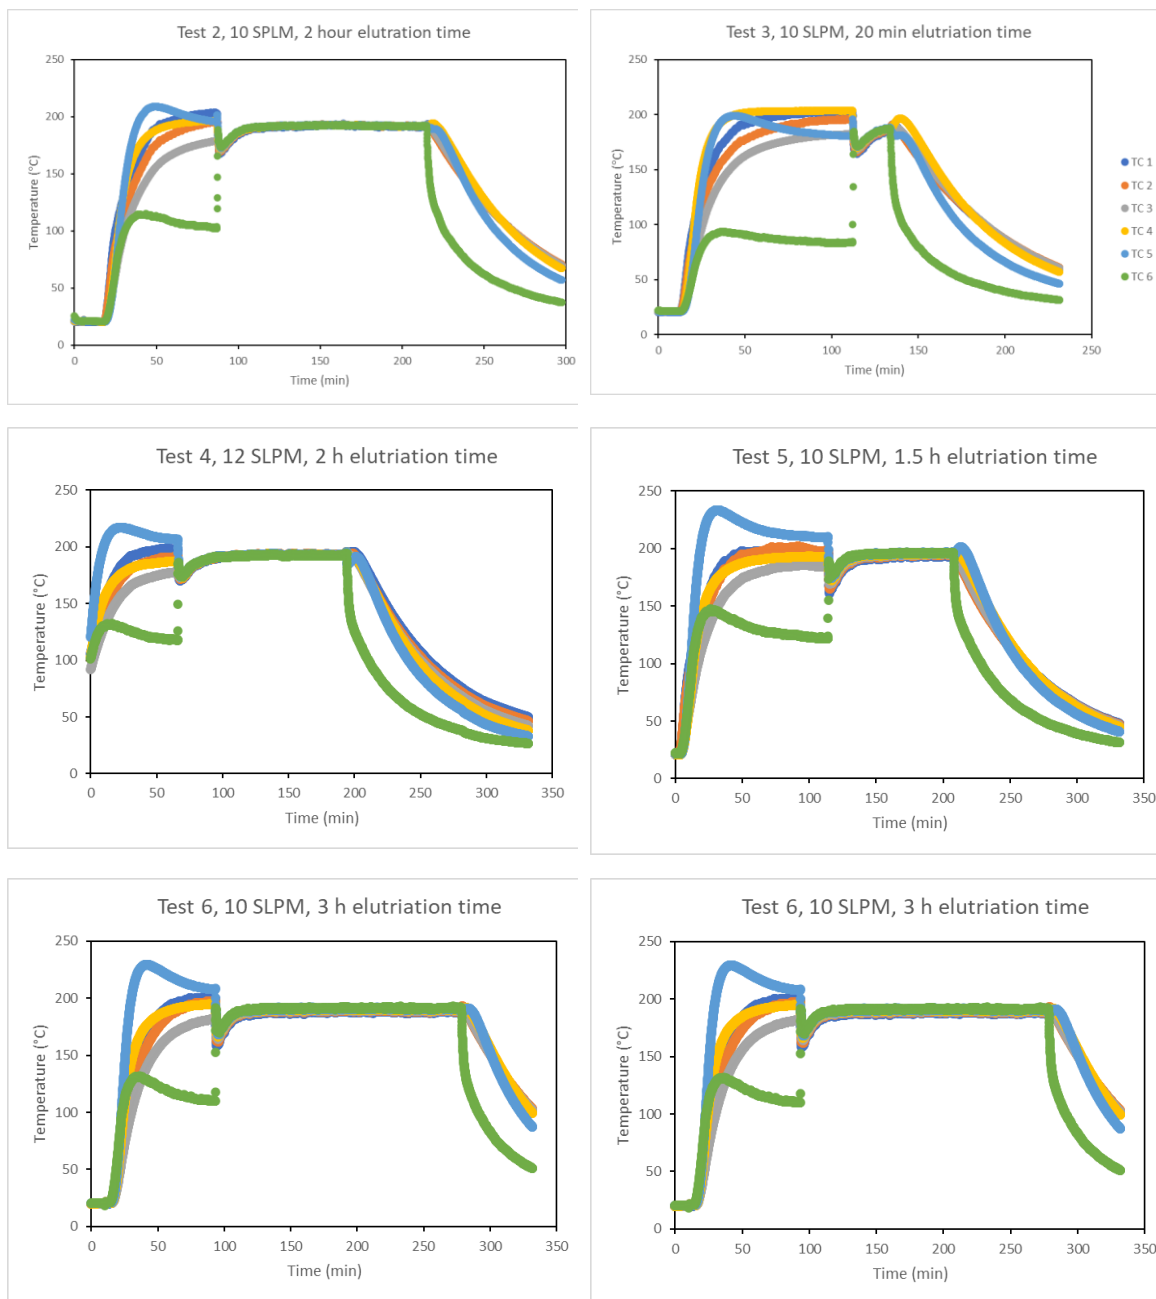 Test 2, 10 SPLM, 2 hour elutration time
250
200
150
100
50
0
Temperature (°C)
0 50 100 150 200 250 300
Time (min)
Test 3, 10 SLPM, 20 min elutriation time
250
200
150
100
50
0
Temperature (°C)
0 50 100 150 200 250
Time (min)
TC 1
TC 2
TC 3
TC 4
TC 5
TC 6
Test 4, 12 SLPM, 2 h elutriation time
250
200
150
100
50
0
Temperature (°C)
0 50 100 150 200 250 300 350
Time (min)
Test 5, 10 SLPM, 1.5 h elutriation time
250
200
150
100
50
0
Temperature (°C)
0 50 100 150 200 250 300 350
Time (min)
Test 6, 10 SLPM, 3 h elutriation time
250
200
150
100
50
0
Temperature (°C)
0 50 100 150 200 250 300 350
Time (min)
Test 6, 10 SLPM, 3 h elutriation time
250
200
150
100
50
0
Temperature (°C)
0 50 100 150 200 250 300 350
Time (min)